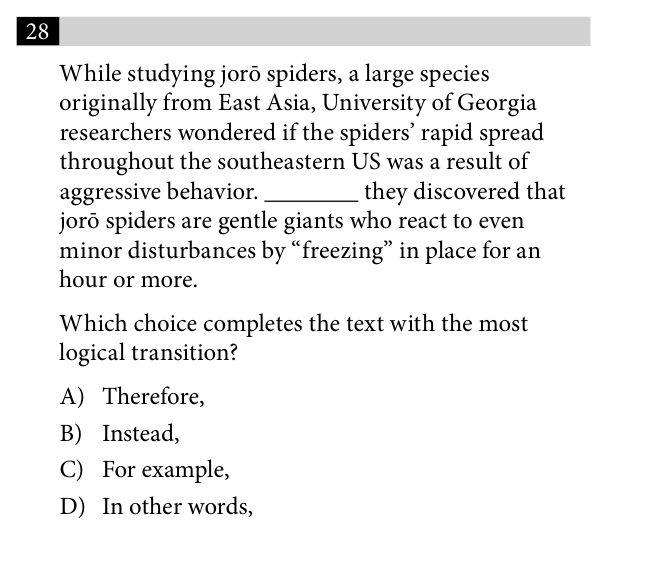 28
While studying jorō spiders, a large species
originally from East Asia, University of Georgia
researchers wondered if the spiders’ rapid spread
throughout the southeastern US was a result of
aggressive behavior. ________ they discovered that
jorō spiders are gentle giants who react to even
minor disturbances by “freezing” in place for an
hour or more.
Which choice completes the text with the most
logical transition?
A) Therefore,
B) Instead,
C) For example,
D) In other words,